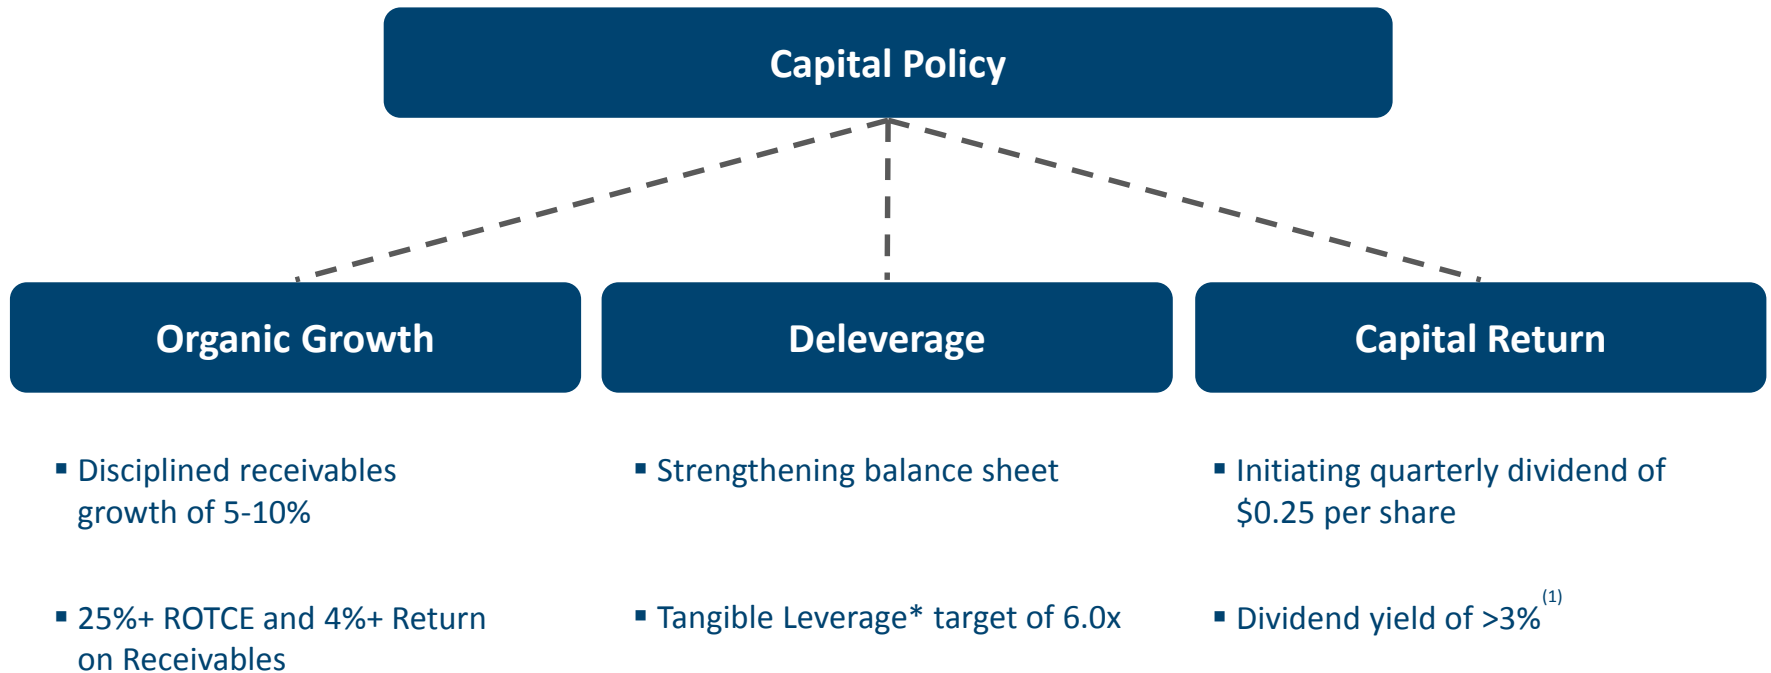 Capital Policy
Organic Growth
Deleverage
Capital Return
▪ Disciplined receivables
growth of 5-10%
▪ 25%+ ROTCE and 4%+ Return
on Receivables
▪ Strengthening balance sheet
▪ Tangible Leverage* target of 6.0x
▪ Initiating quarterly dividend of
$0.25 per share
▪ Dividend yield of >3%(1)